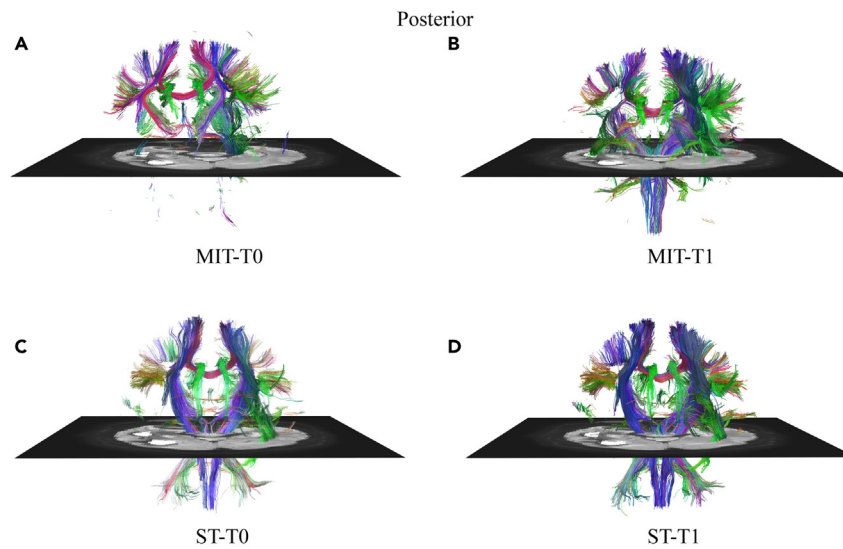 Posterior
A
B
MIT-T0
MIT-T1
C
D
ST-T0
ST-T1